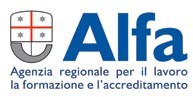 Alfa
Agenzia regionale per il lavoro
la formazione e l'accreditamento